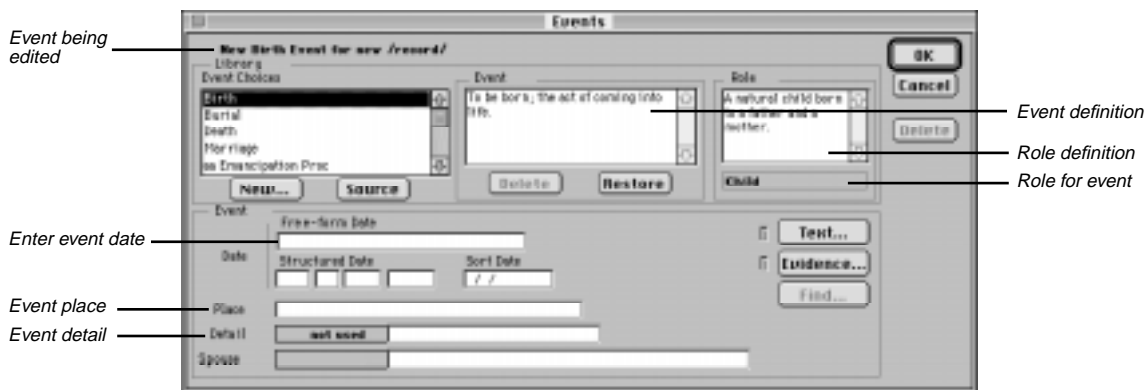 Events
Event being
edited
New Birth Event for new /record/
OK
Library
Event Choices
Event
Role
Cancel
Birth
Burial
Death
Marriage
aa Emancipation Proc
To be born; the act of coming into
life.
A natural child born
to a father and a
mother.
Event definition
Delete
Role definition
New...
Source
Delete
Restore
Child
Role for event
Event
Free-form Date
Text...
Enter event date
Date
Structured Date
Sort Date
/ /
Evidence...
Find...
Event place
Place
Event detail
Detail
not used
Spouse